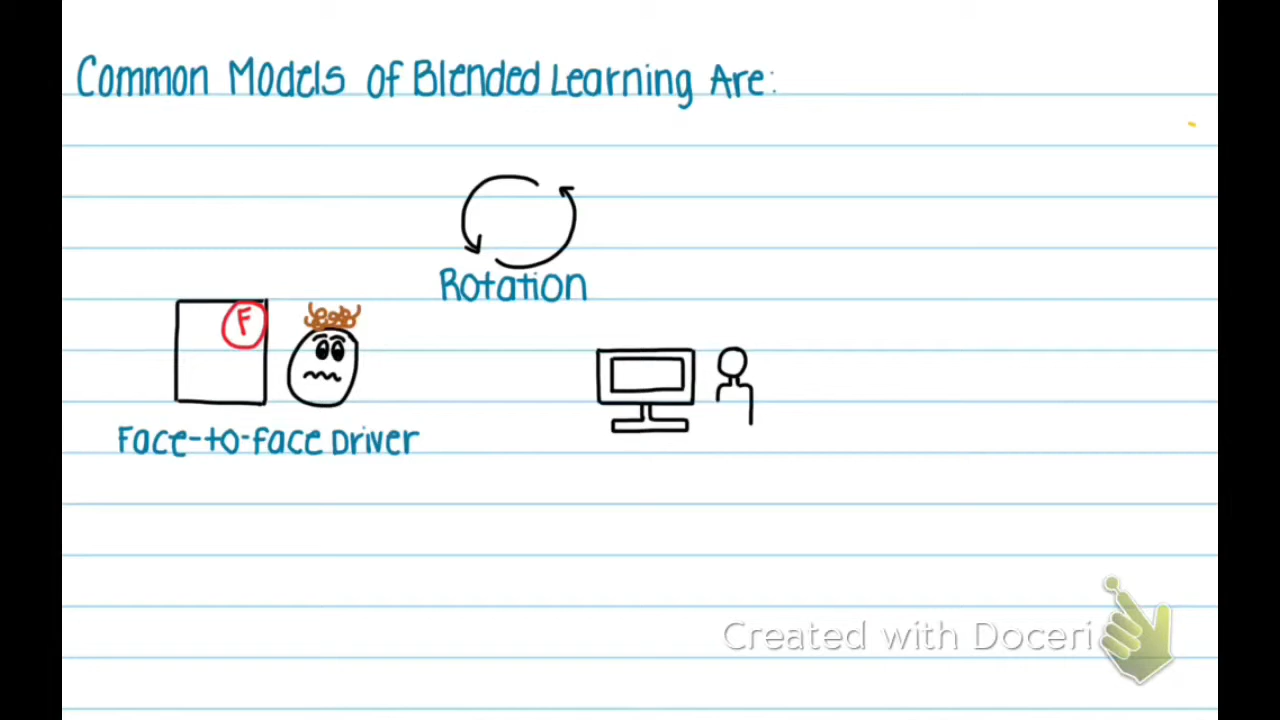 Common Models of Blended Learning Are:
Rotation
F
Face-to-face Driver
Created with Doceri